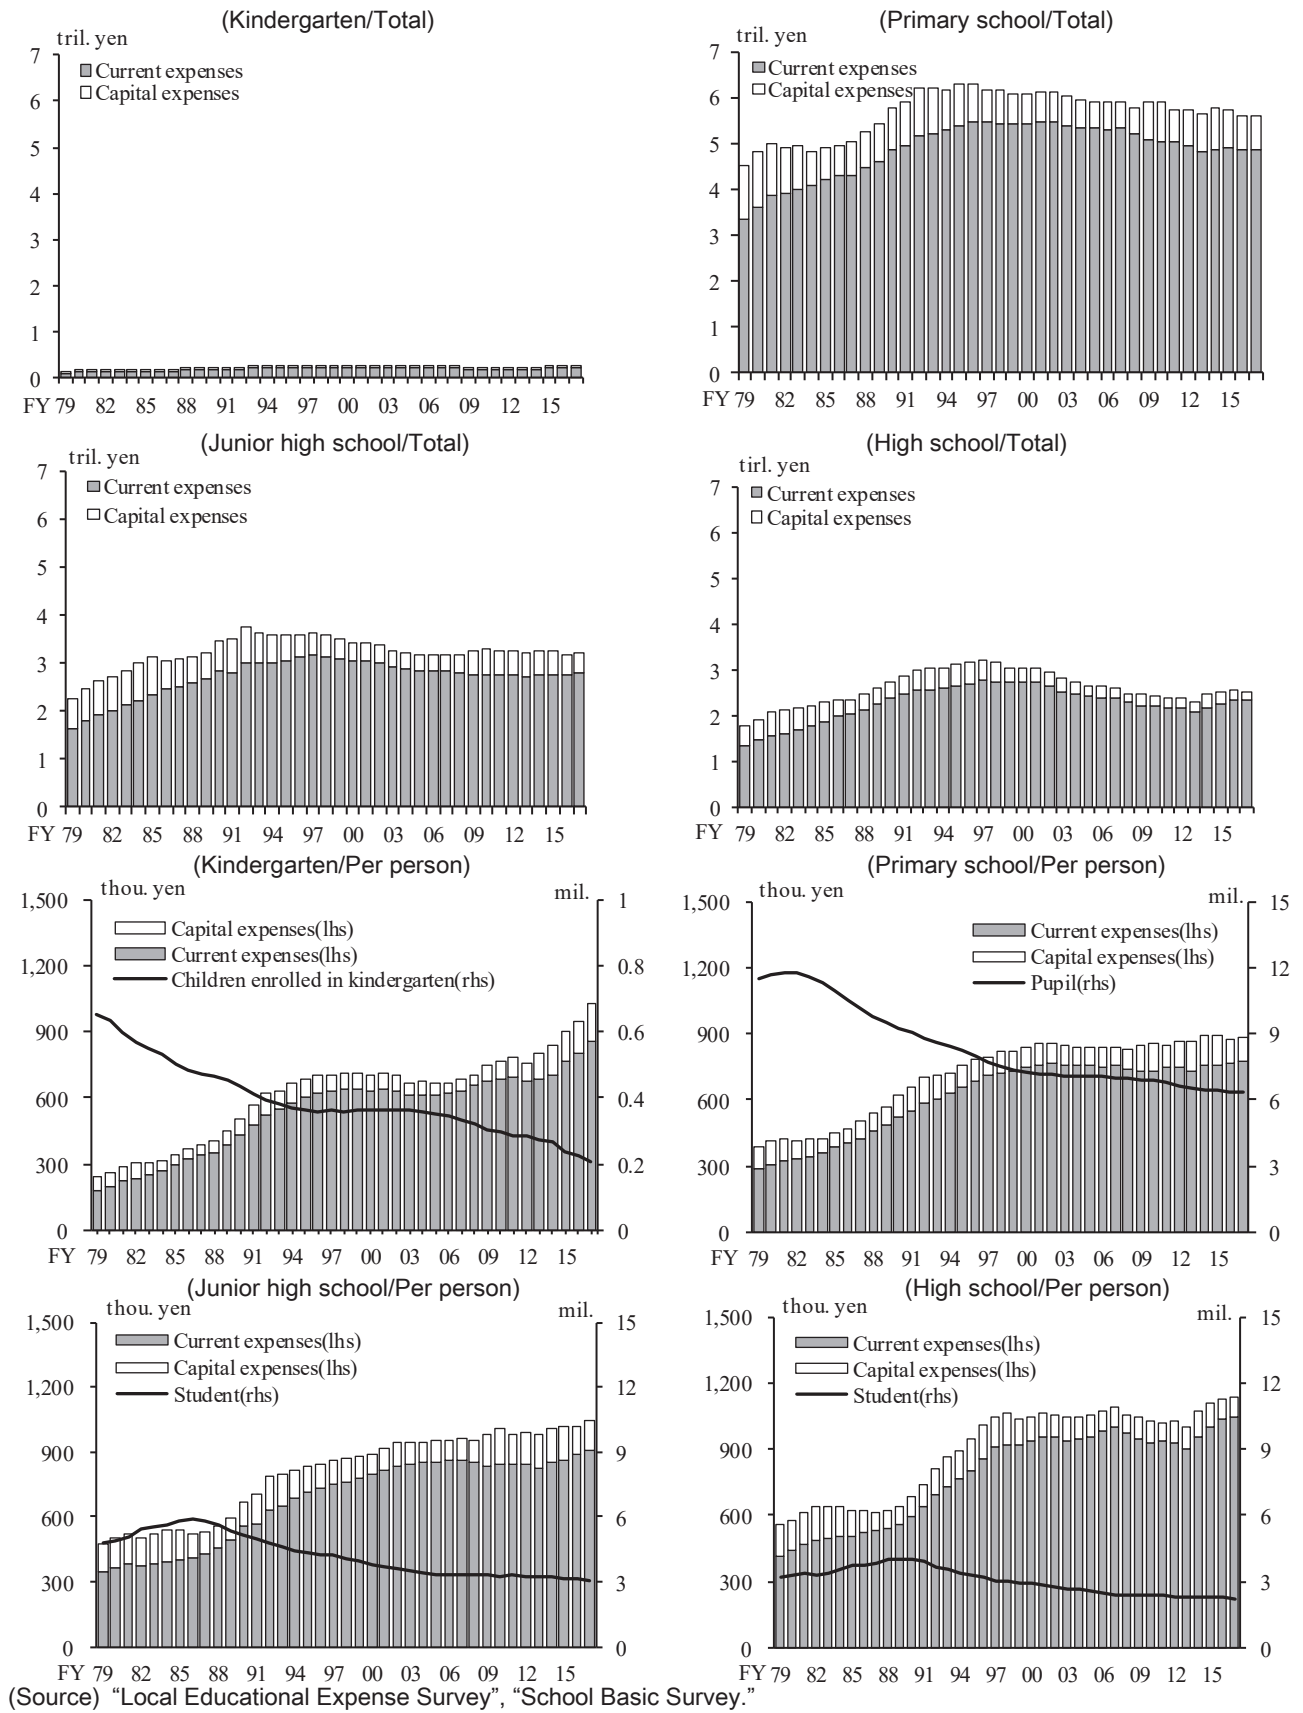 (Kindergarten/Total)
tril. yen
7
6
5
4
3
2
1
0
Current expenses
Capital expenses
FY 79 82 85 88 91 94 97 00 03 06 09 12 15
(Primary school/Total)
tril. yen
7
6
5
4
3
2
1
0
Current expenses
Capital expenses
FY 79 82 85 88 91 94 97 00 03 06 09 12 15
(Junior high school/Total)
tril. yen
7
6
5
4
3
2
1
0
Current expenses
Capital expenses
FY 79 82 85 88 91 94 97 00 03 06 09 12 15
(High school/Total)
tirl. yen
7
6
5
4
3
2
1
0
Current expenses
Capital expenses
FY 79 82 85 88 91 94 97 00 03 06 09 12 15
(Kindergarten/Per person)
thou. yen
mil.
1,500
1,200
900
600
300
0
Capital expenses(lhs)
Current expenses(lhs)
Children enrolled in kindergarten(rhs)
1
0.8
0.6
0.4
0.2
0
FY 79 82 85 88 91 94 97 00 03 06 09 12 15
(Primary school/Per person)
thou. yen
mil.
1,500
1,200
900
600
300
0
Current expenses(lhs)
Capital expenses(lhs)
Pupil(rhs)
15
12
9
6
3
0
FY 79 82 85 88 91 94 97 00 03 06 09 12 15
(Junior high school/Per person)
thou. yen
mil.
1,500
1,200
900
600
300
0
Current expenses(lhs)
Capital expenses(lhs)
Student(rhs)
15
12
9
6
3
0
FY 79 82 85 88 91 94 97 00 03 06 09 12 15
(High school/Per person)
thou. yen
mil.
1,500
1,200
900
600
300
0
Current expenses(lhs)
Capital expenses(lhs)
Student(rhs)
15
12
9
6
3
0
FY 79 82 85 88 91 94 97 00 03 06 09 12 15
(Source) “Local Educational Expense Survey”, “School Basic Survey.”